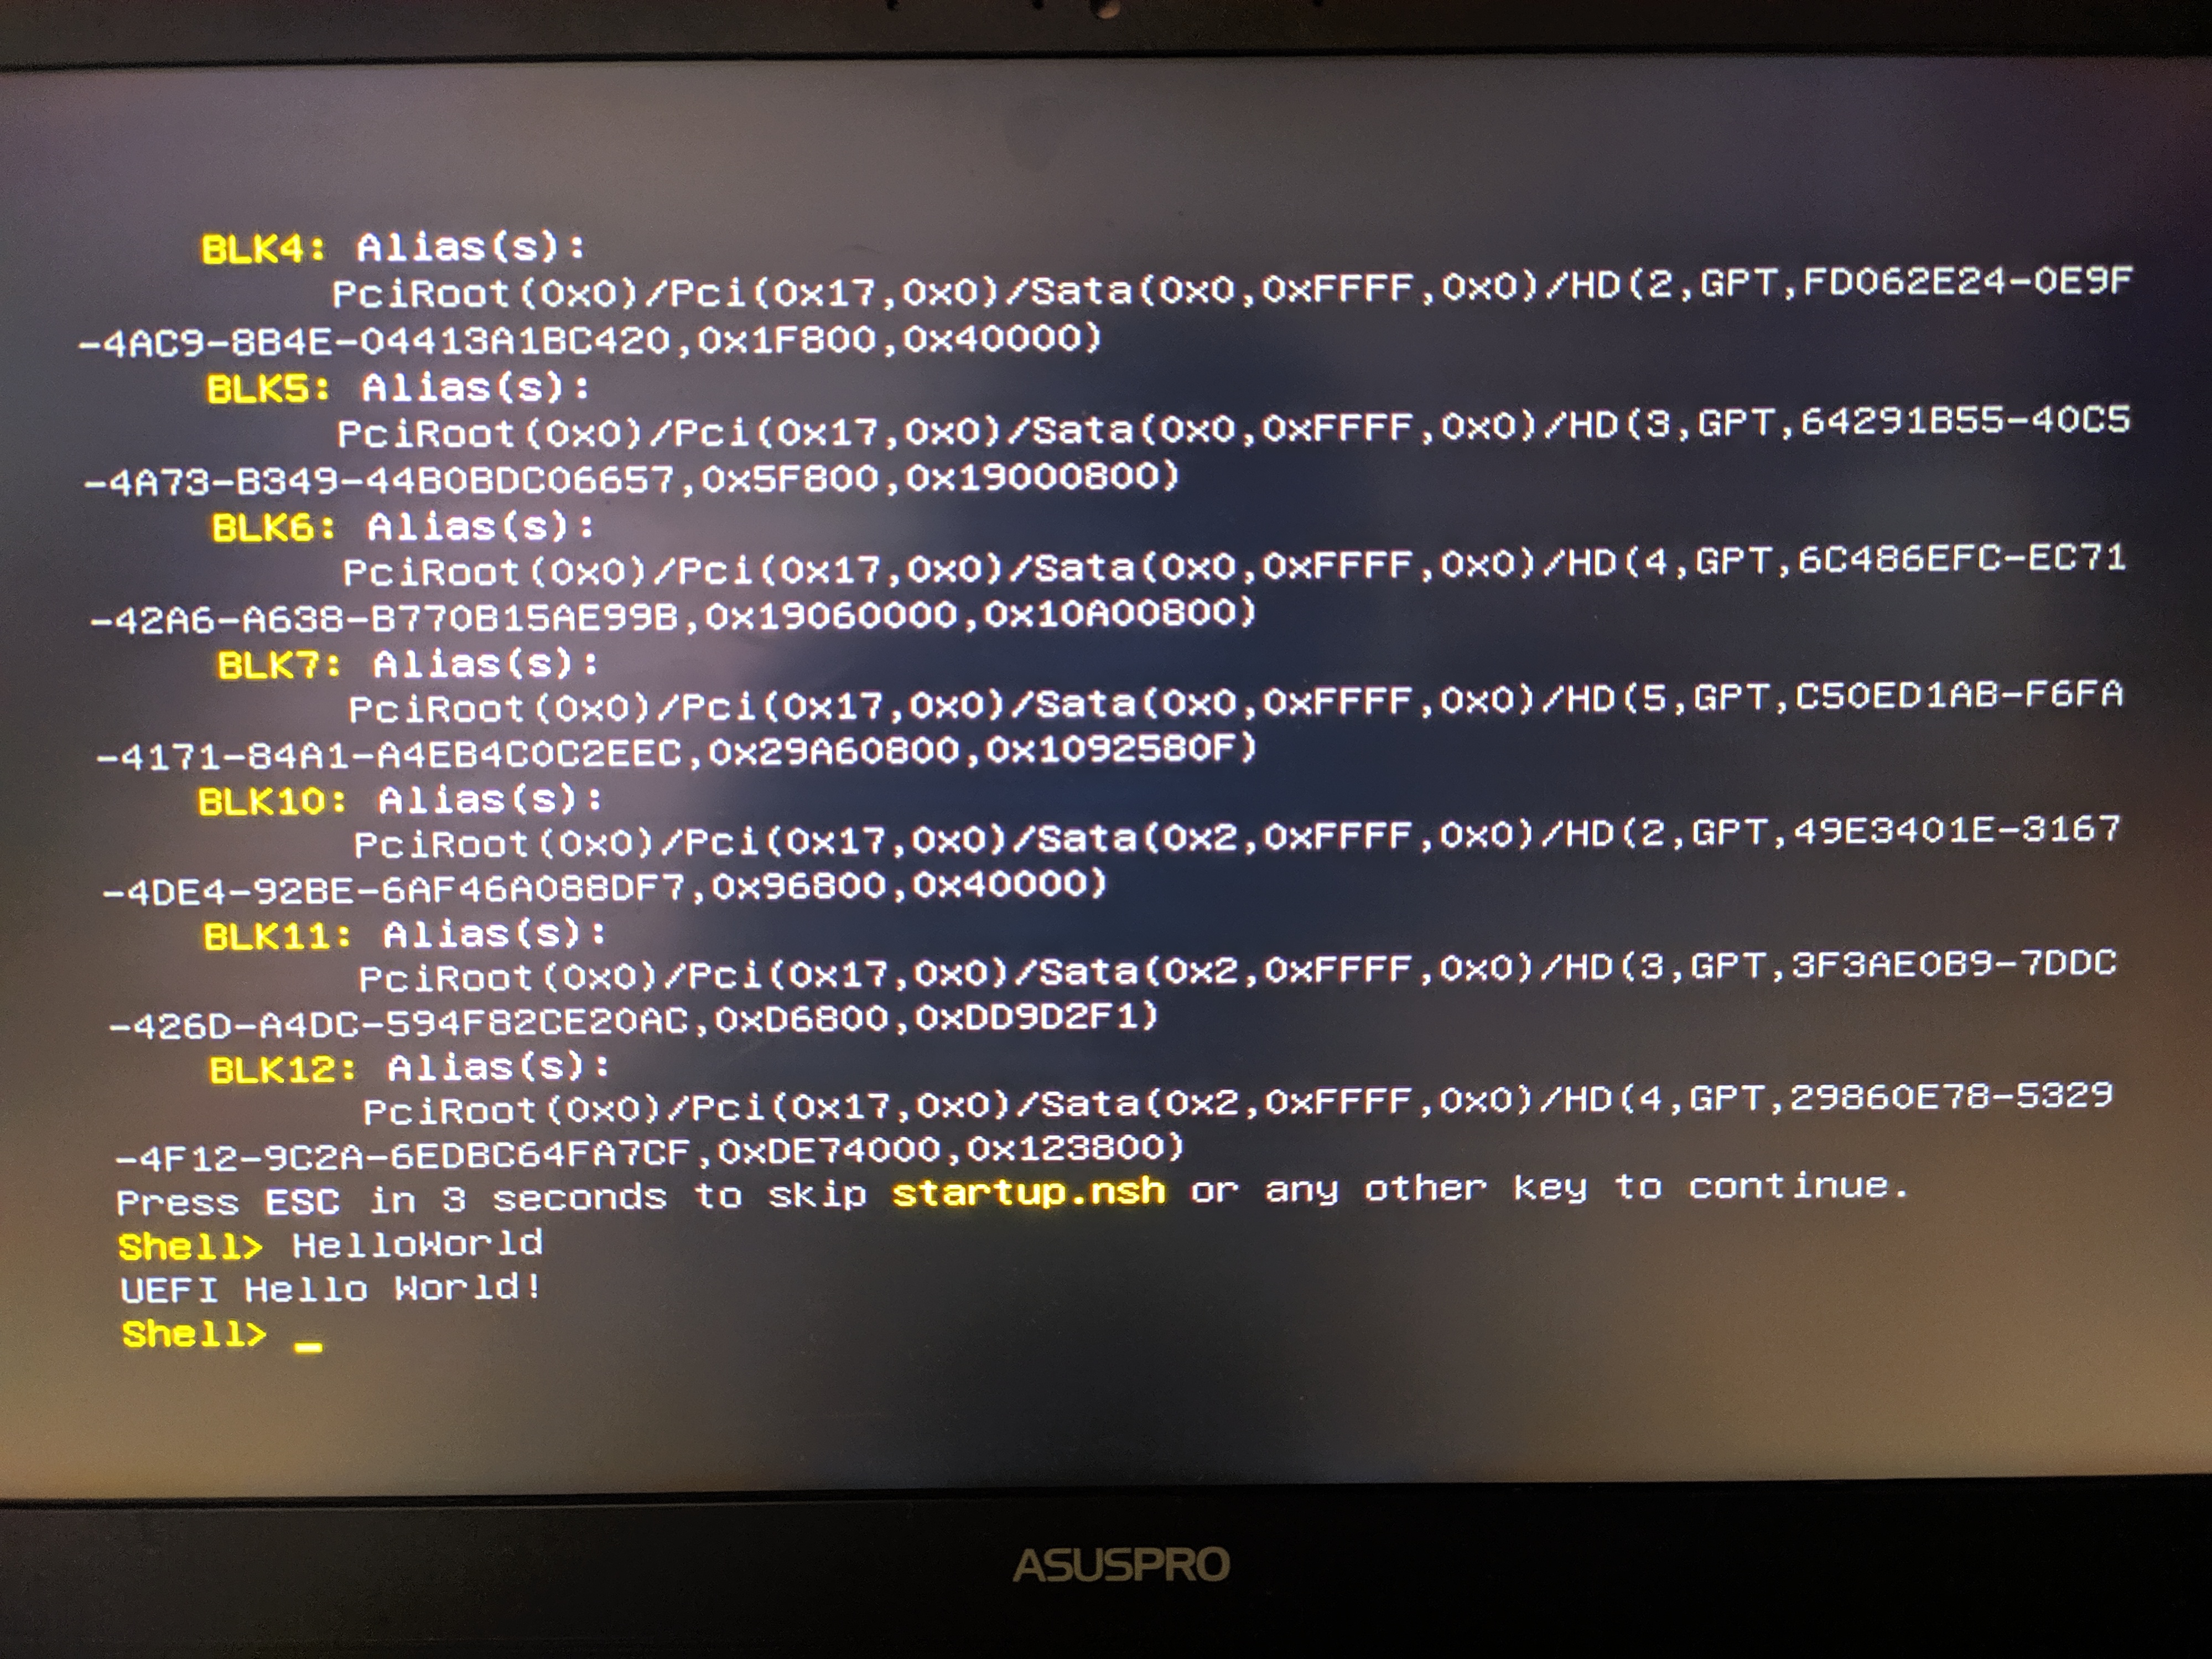 BLK4: Alias(s):
PciRoot(0x0)/Pci(0x17,0x0)/Sata(0x0,0xFFFF,0x0)/HD(2,GPT,FD062E24-0E9F
-4AC9-8B4E-04413A1BC420,0x1F800,0x40000)
BLK5: Alias(s):
PciRoot(0x0)/Pci(0x17,0x0)/Sata(0x0,0xFFFF,0x0)/HD(3,GPT,64291B55-40C5
-4A73-B349-44B0BDC06657,0x5F800,0x19000800)
BLK6: Alias(s):
PciRoot(0x0)/Pci(0x17,0x0)/Sata(0x0,0xFFFF,0x0)/HD(4,GPT,6C486EFC-EC71
-42A6-A638-B770B15AE99B,0x19060000,0x10A00800)
BLK7: Alias(s):
PciRoot(0x0)/Pci(0x17,0x0)/Sata(0x0,0xFFFF,0x0)/HD(5,GPT,C50ED1AB-F6FA
-4171-84A1-A4EB4C0C2EEC,0x29A60800,0x1092580F)
BLK10: Alias(s):
PciRoot(0x0)/Pci(0x17,0x0)/Sata(0x2,0xFFFF,0x0)/HD(2,GPT,49E3401E-3167
-4DE4-92BE-6AF46A088DF7,0x96800,0x40000)
BLK11: Alias(s):
PciRoot(0x0)/Pci(0x17,0x0)/Sata(0x2,0xFFFF,0x0)/HD(3,GPT,3F3AE0B9-7DDC
-426D-A4DC-594F82CE20AC,0xD6800,0xDD9D2F1)
BLK12: Alias(s):
PciRoot(0x0)/Pci(0x17,0x0)/Sata(0x2,0xFFFF,0x0)/HD(4,GPT,29860E78-5329
-4F12-9C2A-6EDBC64FA7CF,0xDE74000,0x123800)
Press ESC in 3 seconds to skip startup.nsh or any other key to continue.
Shell> HelloWorld
UEFI Hello World!
Shell> _
ASUSPRO